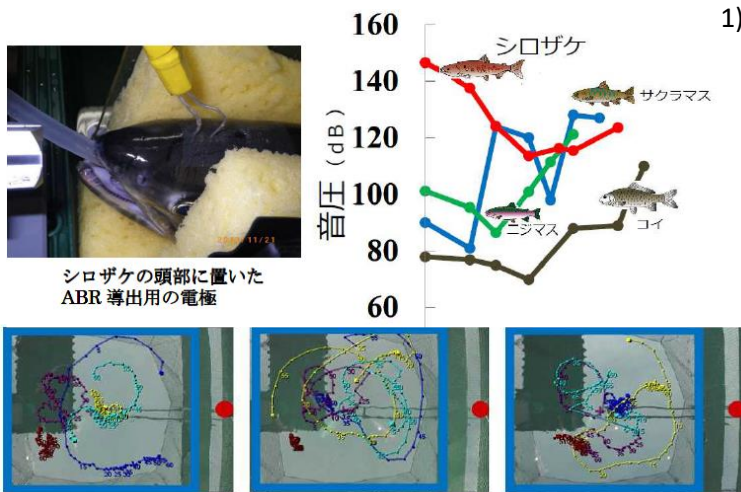 1)
160
シロザケ
140
サクラマス
120
音圧（dB）
100
ニジマス
コイ
80
60
シロザケの頭部に置いた
ABR 導出用の電極